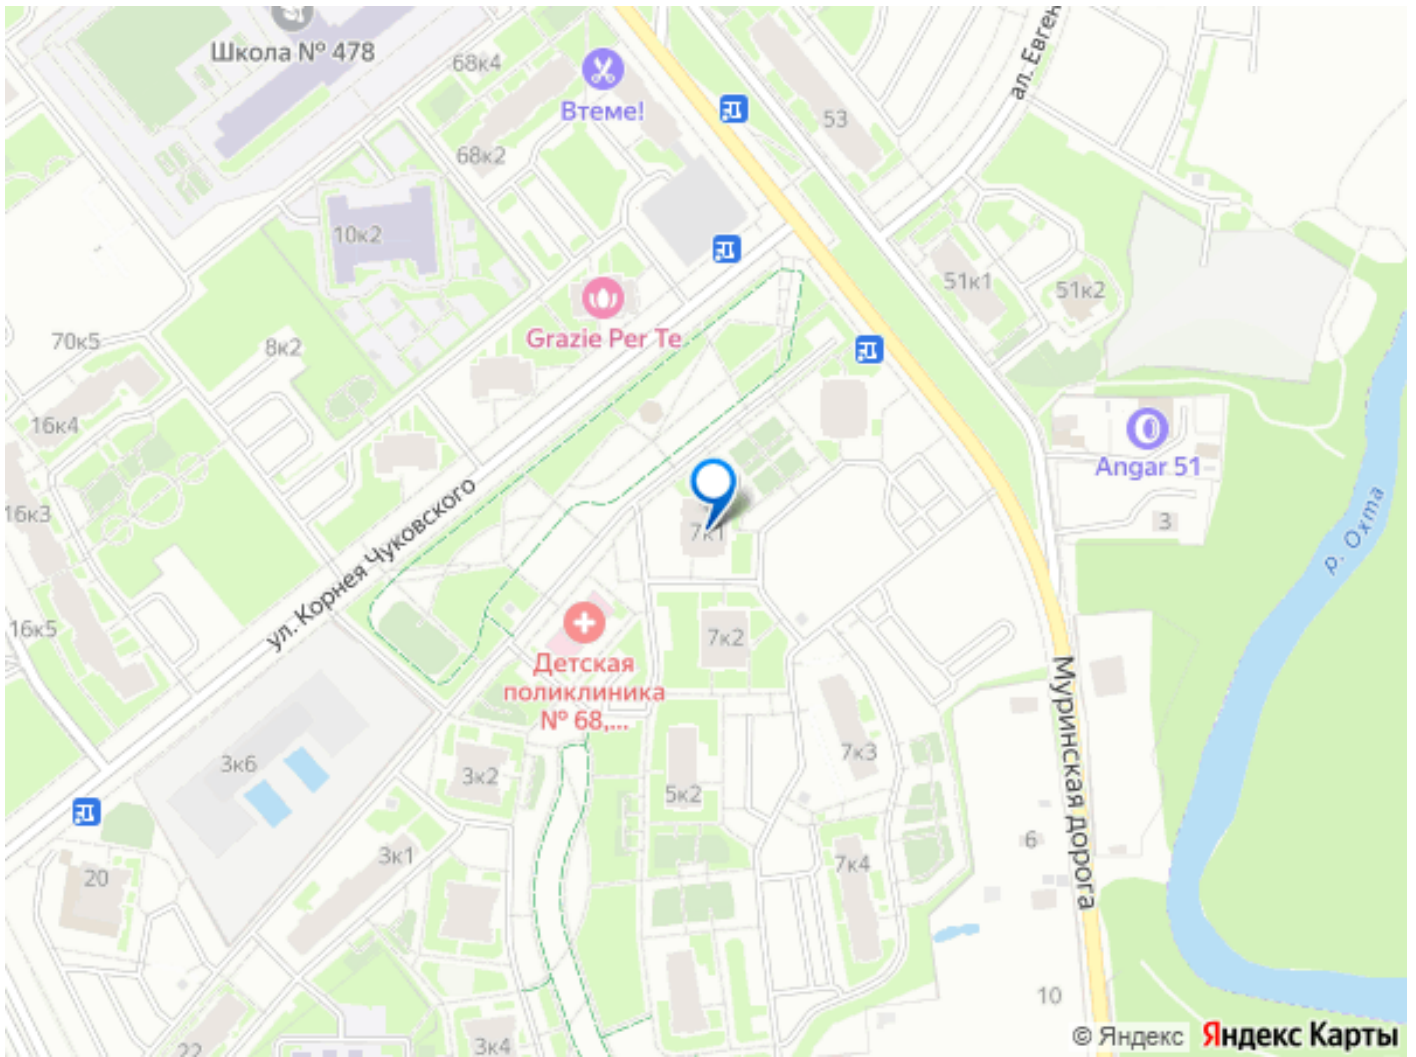 Школа № 478
68к4
Втеме!
68к2
53
ал. Евген
10к2
51к1
51к2
Grazie Per Te
70к5
8к2
16к4
Angar 51
16к3
ул. Корнея Чуковского
7к1
3
р. Охта
16к5
7к2
Детская
поликлиника
№ 68,...
Муринская дорога
3к6
3к2
7к3
5к2
6
3к1
7к4
20
10
22
3к4
© Яндекс Яндекс Карты